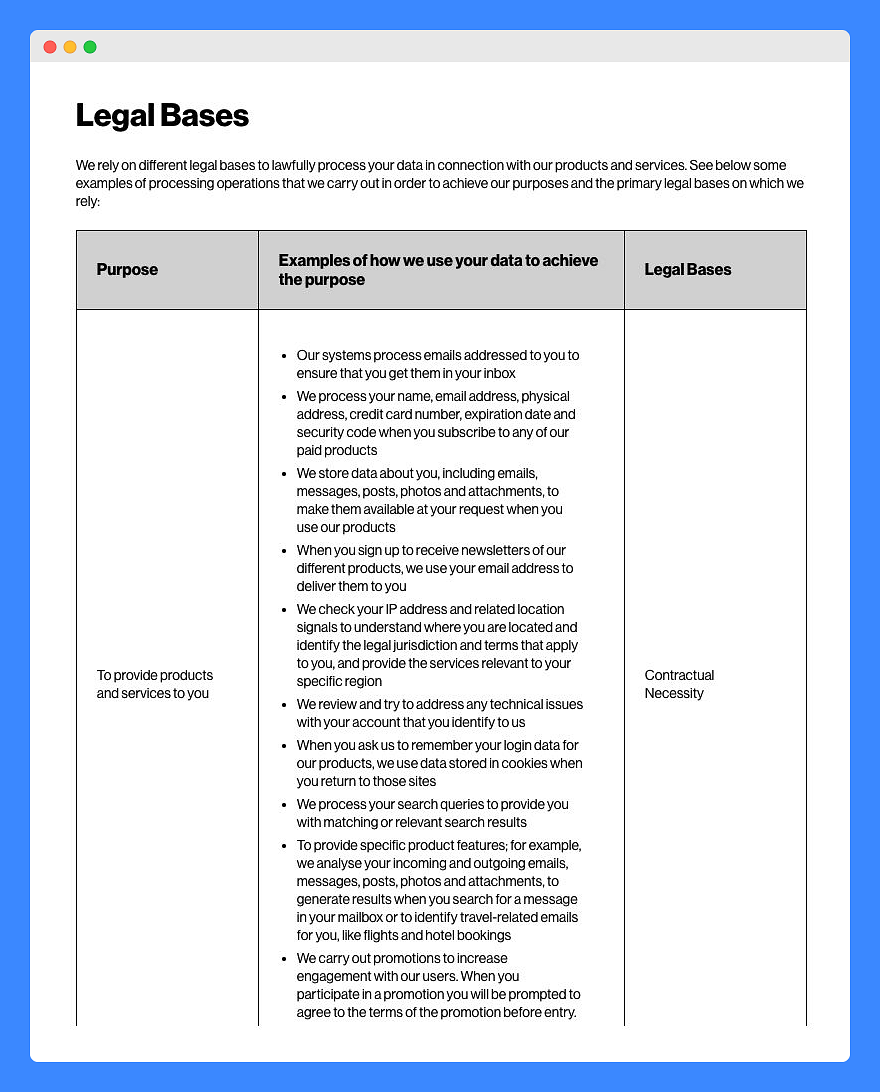 Legal Bases
We rely on different legal bases to lawfully process your data in connection with our products and services. See below some
examples of processing operations that we carry out in order to achieve our purposes and the primary legal bases on which we
rely:
Purpose
Examples of how we use your data to achieve
the purpose
Legal Bases
To provide products
and services to you
• Our systems process emails addressed to you to
ensure that you get them in your inbox
• We process your name, email address, physical
address, credit card number, expiration date and
security code when you subscribe to any of our
paid products
• We store data about you, including emails,
messages, posts, photos and attachments, to
make them available at your request when you
use our products
• When you sign up to receive newsletters of our
different products, we use your email address to
deliver them to you
• We check your IP address and related location
signals to understand where you are located and
identify the legal jurisdiction and terms that apply
to you, and provide the services relevant to your
specific region
• We review and try to address any technical issues
with your account that you identify to us
• When you ask us to remember your login data for
our products, we use data stored in cookies when
you return to those sites
• We process your search queries to provide you
with matching or relevant search results
• To provide specific product features; for example,
we analyse your incoming and outgoing emails,
messages, posts, photos and attachments, to
generate results when you search for a message
in your mailbox or to identify travel-related emails
for you, like flights and hotel bookings
• We carry out promotions to increase
engagement with our users. When you
participate in a promotion you will be prompted to
agree to the terms of the promotion before entry.
Contractual
Necessity